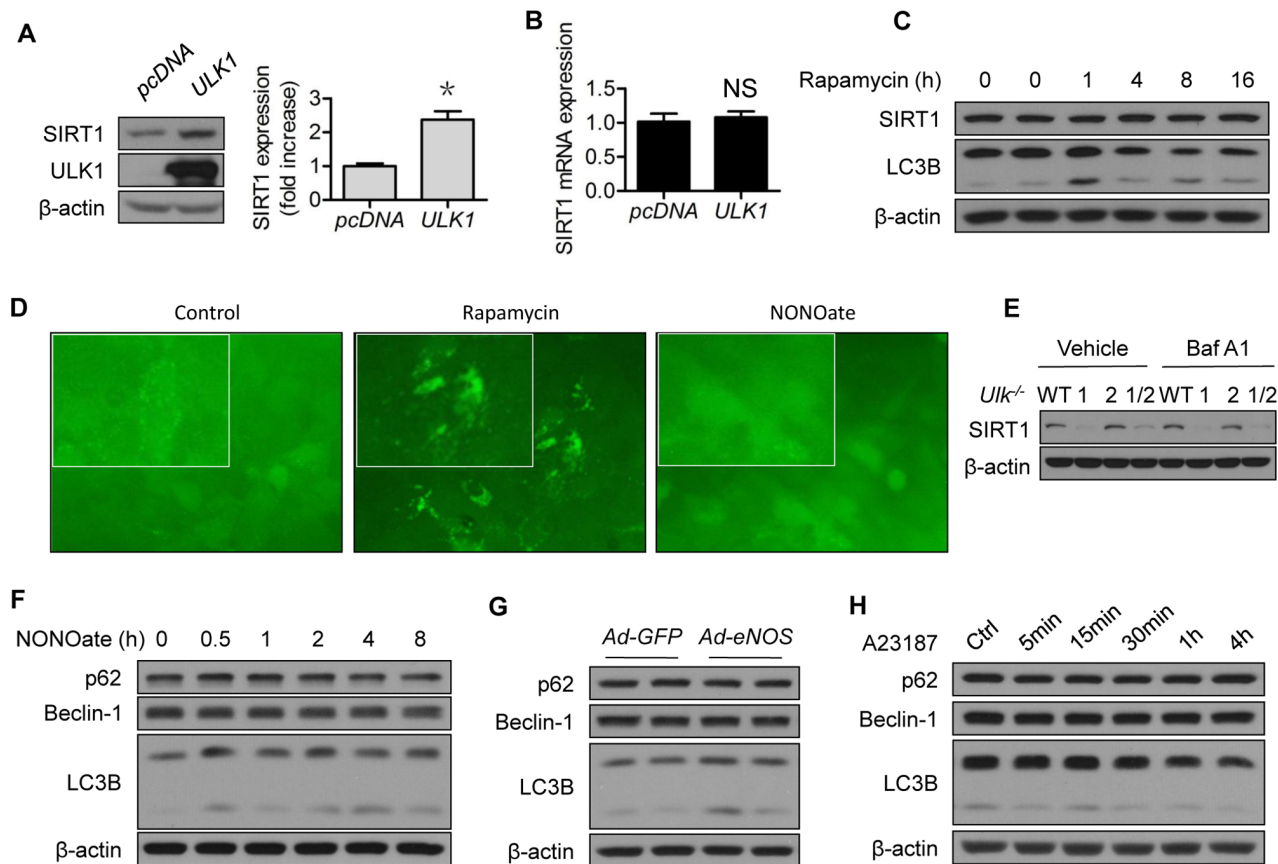 A
pcDNA ULK1
SIRT1
ULK1
β-actin
SIRT1 expression
(fold increase)
3
2
1
0
*
pcDNA ULK1
B
SIRT1 mRNA expression
1.5
1.0
0.5
0.0
NS
pcDNA ULK1
C
Rapamycin (h) 0 0 1 4 8 16
SIRT1
LC3B
β-actin
D
Control Rapamycin NONOate
E
Vehicle Baf A1
Ulk-/- WT 1 2 1/2 WT 1 2 1/2
SIRT1
β-actin
F
NONOate (h) 0 0.5 1 2 4 8
p62
Beclin-1
LC3B
β-actin
G
Ad-GFP Ad-eNOS
p62
Beclin-1
LC3B
β-actin
H
A23187 Ctrl 5min 15min 30min 1h 4h
p62
Beclin-1
LC3B
β-actin